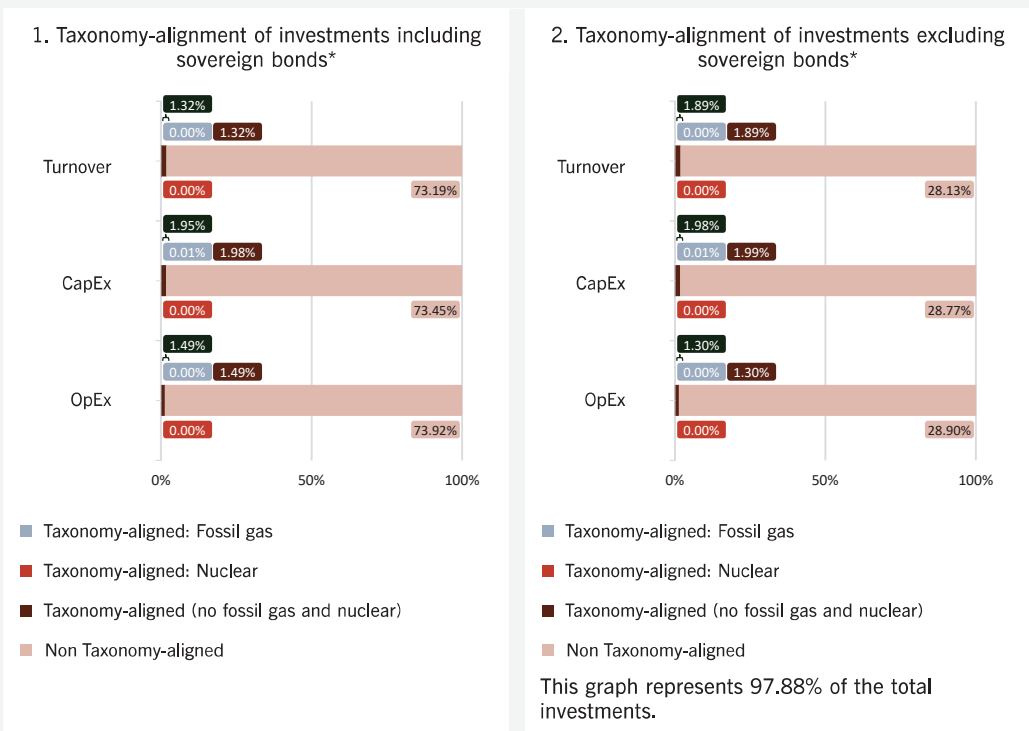 1. Taxonomy-alignment of investments including
sovereign bonds*
1.32%
0.00% 1.32%
Turnover
0.00% 73.19%
1.95%
0.01% 1.98%
CapEx
0.00% 73.45%
1.49%
0.00% 1.49%
OpEx
0.00% 73.92%
0% 50% 100%
Taxonomy-aligned: Fossil gas
Taxonomy-aligned: Nuclear
Taxonomy-aligned (no fossil gas and nuclear)
Non Taxonomy-aligned
2. Taxonomy-alignment of investments excluding
sovereign bonds*
1.89%
0.00% 1.89%
Turnover
0.00% 28.13%
1.98%
0.01% 1.99%
CapEx
0.00% 28.77%
1.30%
0.00% 1.30%
OpEx
0.00% 28.90%
0% 50% 100%
Taxonomy-aligned: Fossil gas
Taxonomy-aligned: Nuclear
Taxonomy-aligned (no fossil gas and nuclear)
Non Taxonomy-aligned
This graph represents 97.88% of the total
investments.